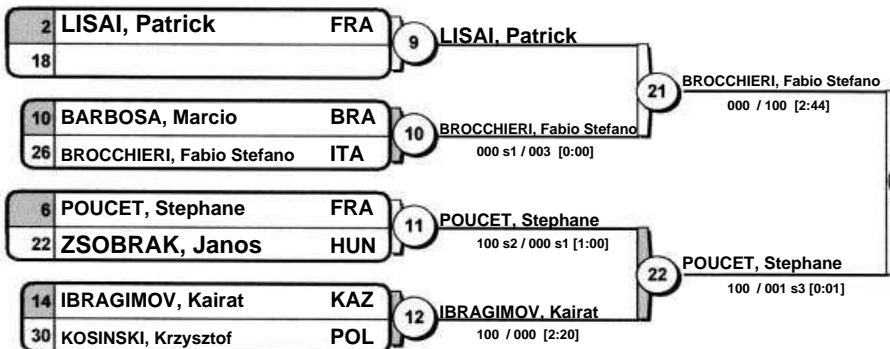 2 LISAI, Patrick FRA
18
9
LISAI, Patrick
10 BARBOSA, Marcio BRA
26 BROCCHIERI, Fabio Stefano ITA
10
BROCCHIERI, Fabio Stefano
000 s1 / 003 [0:00]
21
BROCCHIERI, Fabio Stefano
000 / 100 [2:44]
6 POUCET, Stephane FRA
22 ZSOBRAK, Janos HUN
11
POUCET, Stephane
100 s2 / 000 s1 [1:00]
14 IBRAGIMOV, Kairat KAZ
30 KOSINSKI, Krzysztof POL
12
IBRAGIMOV, Kairat
100 / 000 [2:20]
22
POUCET, Stephane
100 / 001 s3 [0:01]